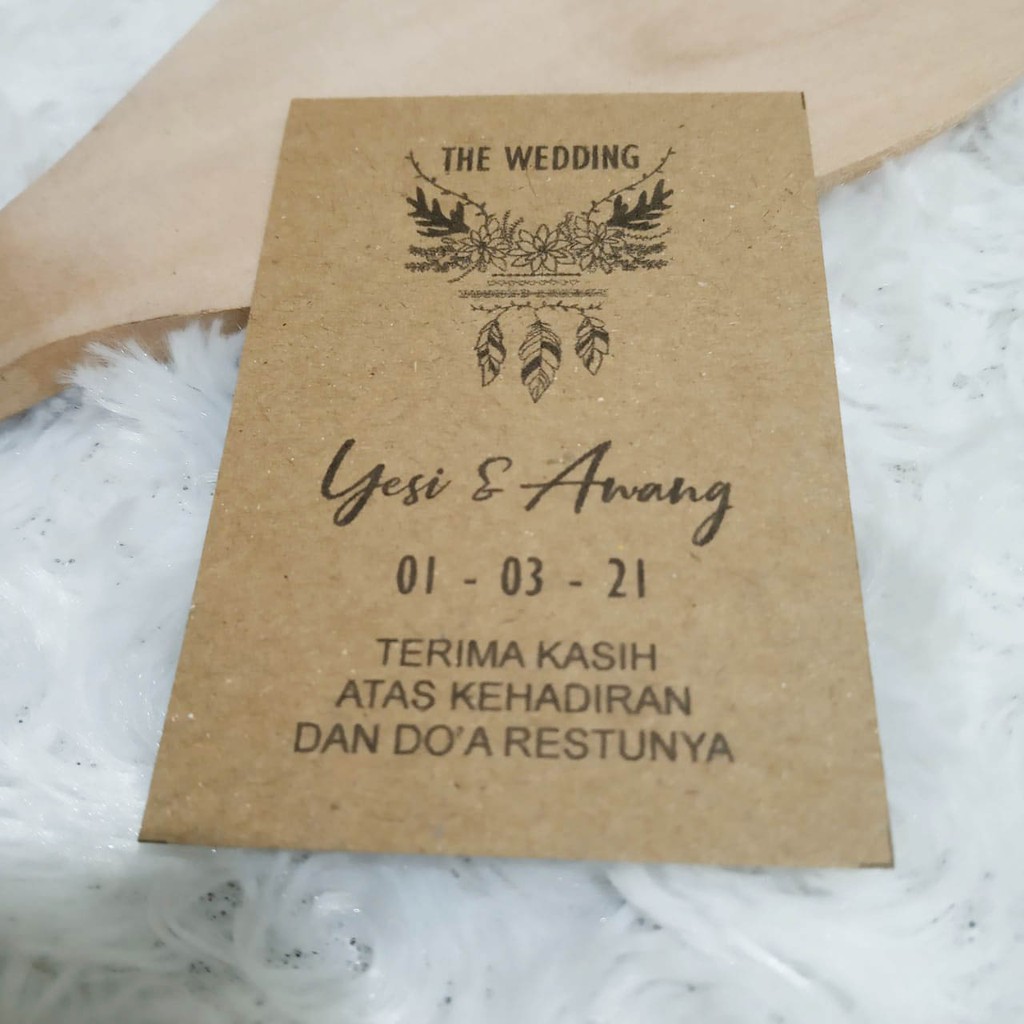 THE WEDDING
Yesi & Awang
01 - 03 - 21
TERIMA KASIH
ATAS KEHADIRAN
DAN DO'A RESTUNYA